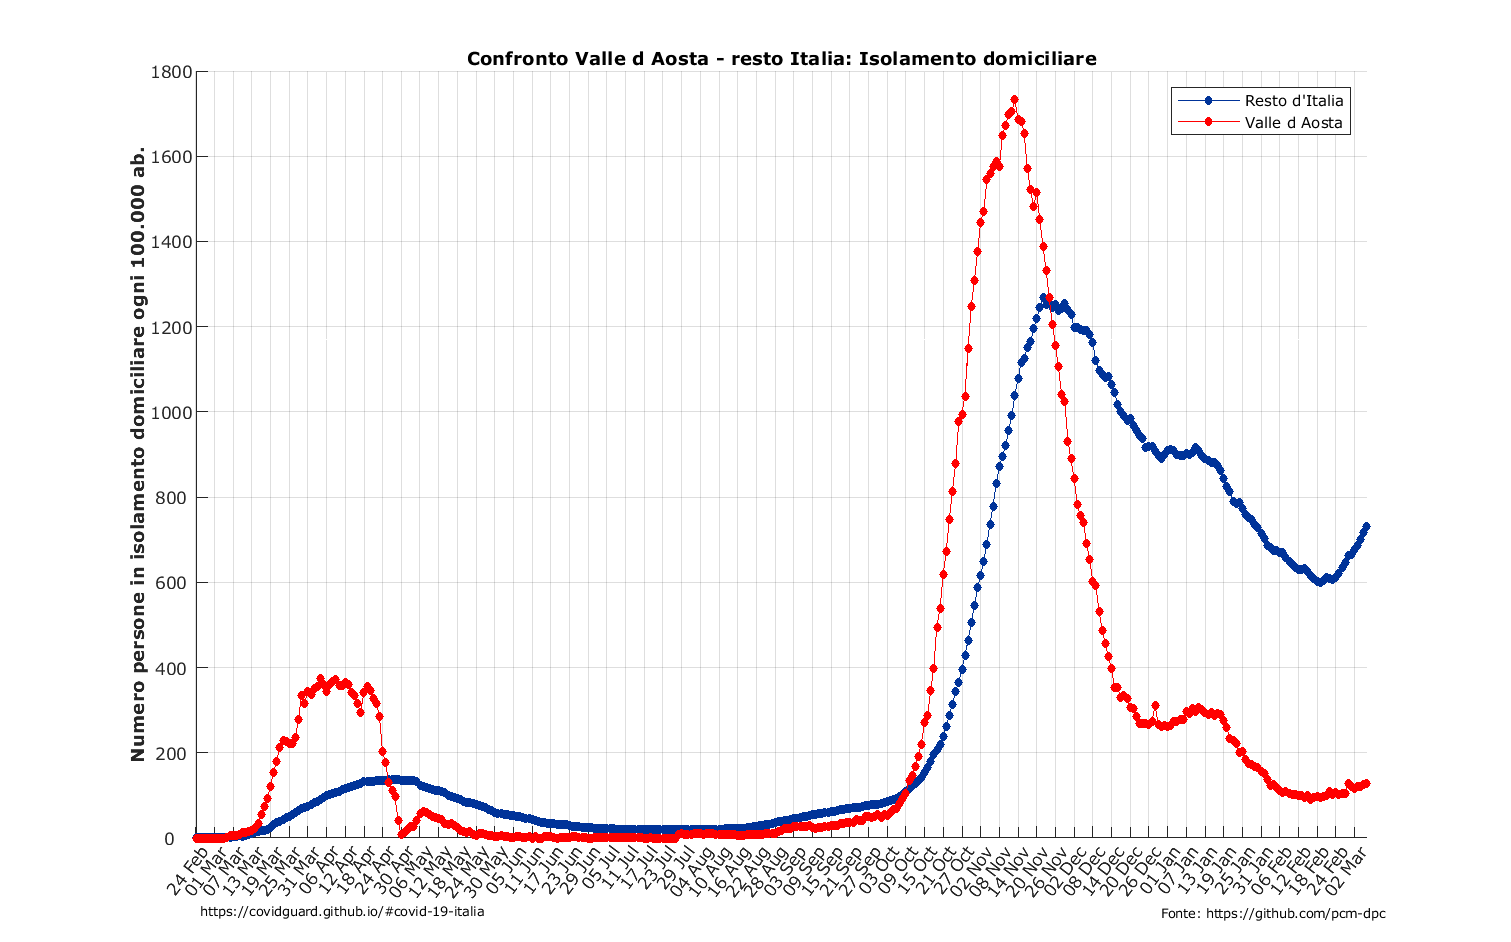 Confronto Valle d Aosta - resto Italia: Isolamento domiciliare
Numero persone in isolamento domiciliare ogni 100.000 ab.
1800
1600
1400
1200
1000
800
600
400
200
0
Resto d'Italia
Valle d Aosta
24 Feb
01 Mar
07 Mar
13 Mar
19 Mar
25 Mar
31 Mar
06 Apr
12 Apr
18 Apr
24 Apr
30 Apr
06 May
12 May
18 May
24 May
30 May
05 Jun
11 Jun
17 Jun
23 Jun
29 Jun
05 Jul
11 Jul
17 Jul
23 Jul
29 Jul
04 Aug
10 Aug
16 Aug
22 Aug
28 Aug
03 Sep
09 Sep
15 Sep
21 Sep
27 Sep
03 Oct
09 Oct
15 Oct
21 Oct
27 Oct
02 Nov
08 Nov
14 Nov
20 Nov
26 Nov
02 Dec
08 Dec
14 Dec
20 Dec
26 Dec
01 Jan
07 Jan
13 Jan
19 Jan
25 Jan
31 Jan
06 Feb
12 Feb
18 Feb
24 Feb
02 Mar
https://covidguard.github.io/#covid-19-italia
Fonte: https://github.com/pcm-dpc